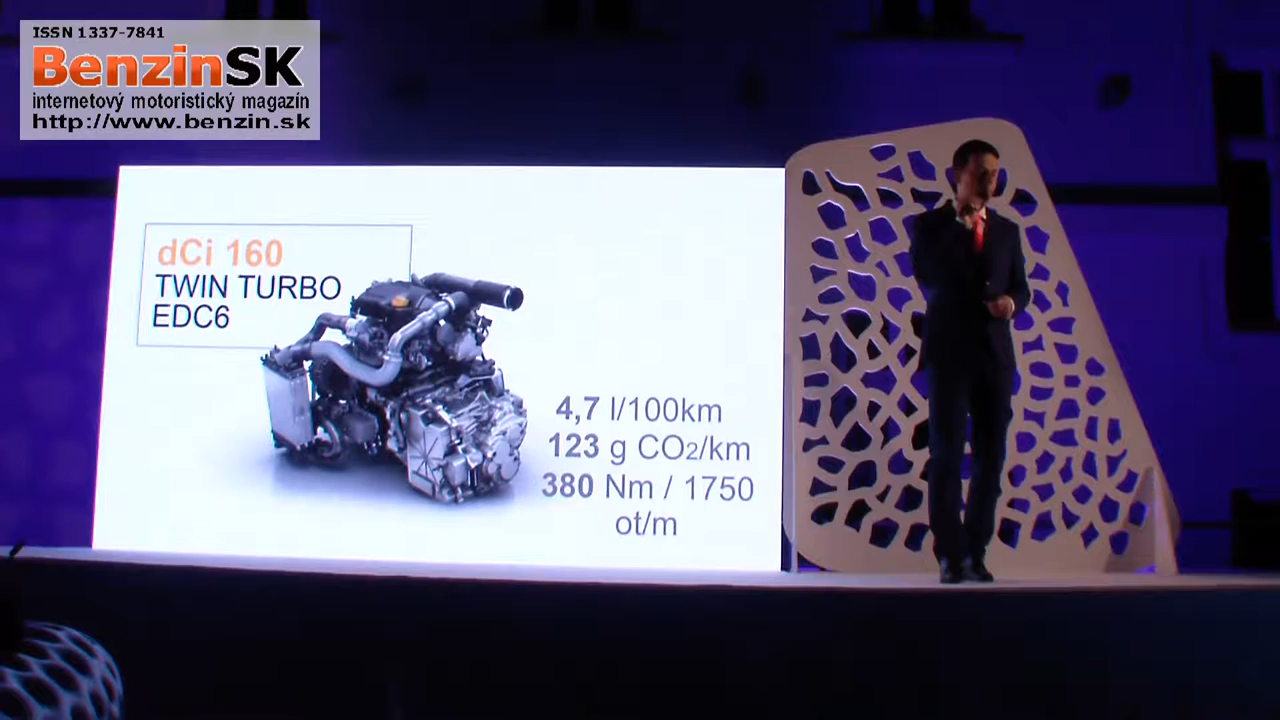 ISSN 1337-7841
BenzinSK
internetový motoristický magazín
http://www.benzin.sk
dCi 160
TWIN TURBO
EDC6
4,7 l/100km
123 g CO2/km
380 Nm / 1750
ot/m